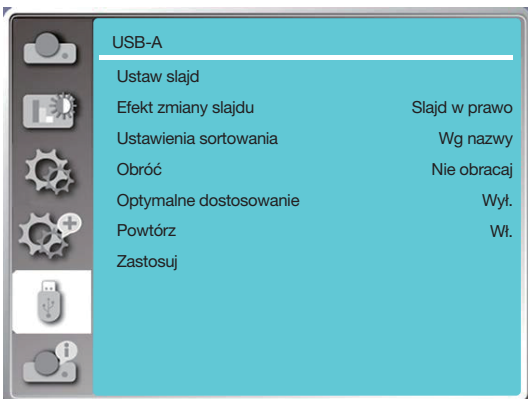 USB-A
Ustaw slajd
Efekt zmiany slajdu Slajd w prawo
Ustawienia sortowania Wg nazwy
Obróć Nie obracaj
Optymalne dostosowanie Wył.
Powtórz Wł.
Zastosuj